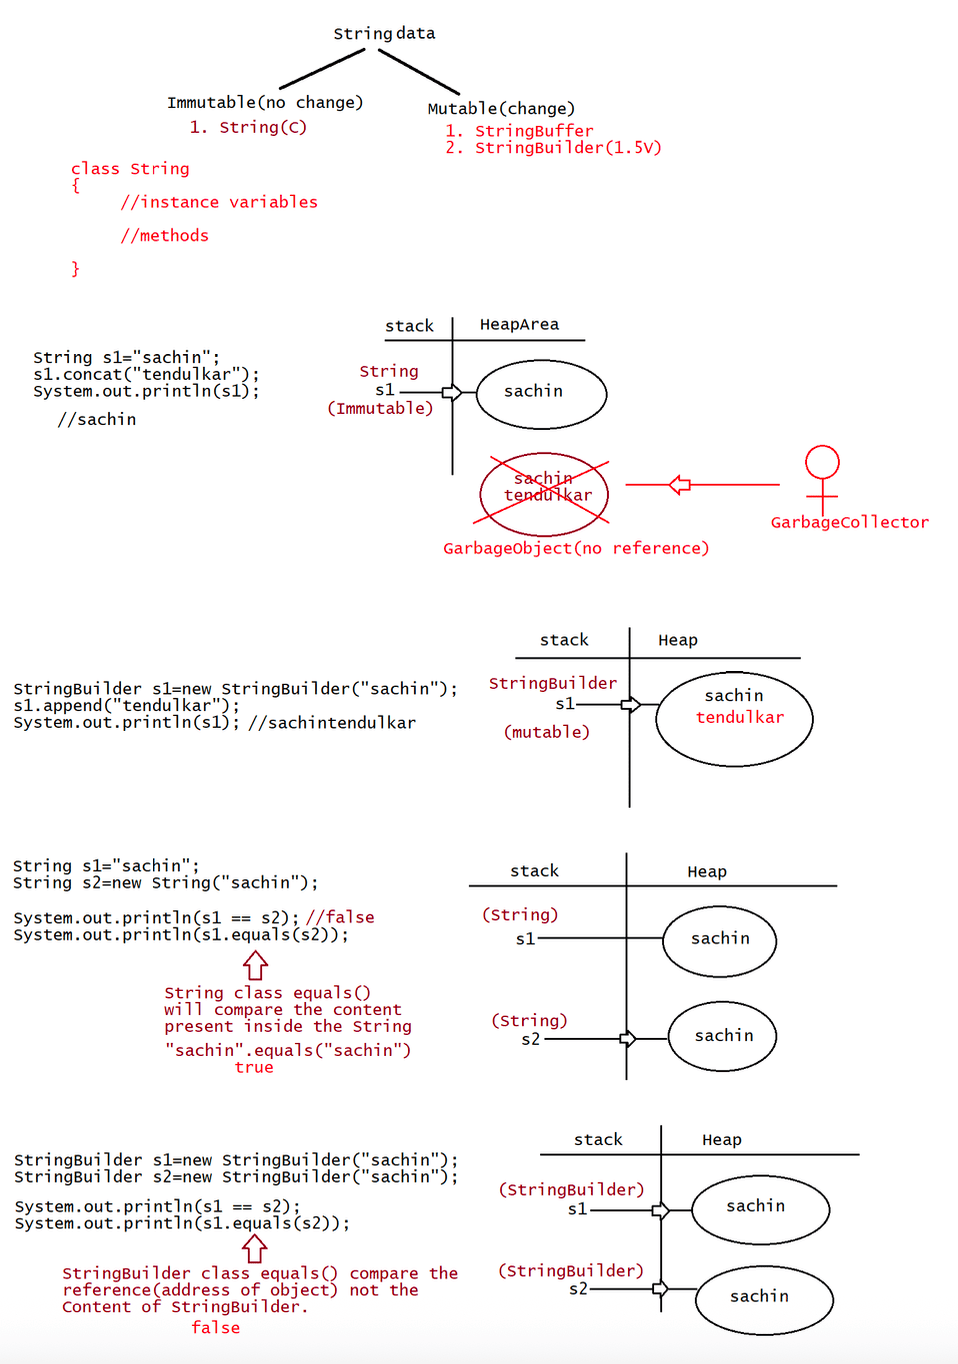 String data
Immutable(no change)
1. String(C)
Mutable(change)
1. StringBuffer
2. StringBuilder(1.5V)
class String
{
//instance variables
//methods
}
String s1="sachin";
s1.concat("tendulkar");
System.out.println(s1);
//sachin
stack
HeapArea
String
s1
(Immutable)
sachin
sachin
tendulkar
GarbageObject(no reference)
GarbageCollector
StringBuilder s1=new StringBuilder("sachin");
s1.append("tendulkar");
System.out.println(s1); //sachintendulkar
stack
Heap
StringBuilder
s1
(mutable)
sachin
tendulkar
String s1="sachin";
String s2=new String("sachin");
System.out.println(s1 == s2); //false
System.out.println(s1.equals(s2));
String class equals()
will compare the content
present inside the String
"sachin".equals("sachin")
true
stack
Heap
(String)
s1
sachin
(String)
s2
sachin
StringBuilder s1=new StringBuilder("sachin");
StringBuilder s2=new StringBuilder("sachin");
System.out.println(s1 == s2);
System.out.println(s1.equals(s2));
StringBuilder class equals() compare the
reference(address of object) not the
Content of StringBuilder.
false
stack
Heap
(StringBuilder)
s1
sachin
(StringBuilder)
s2
sachin